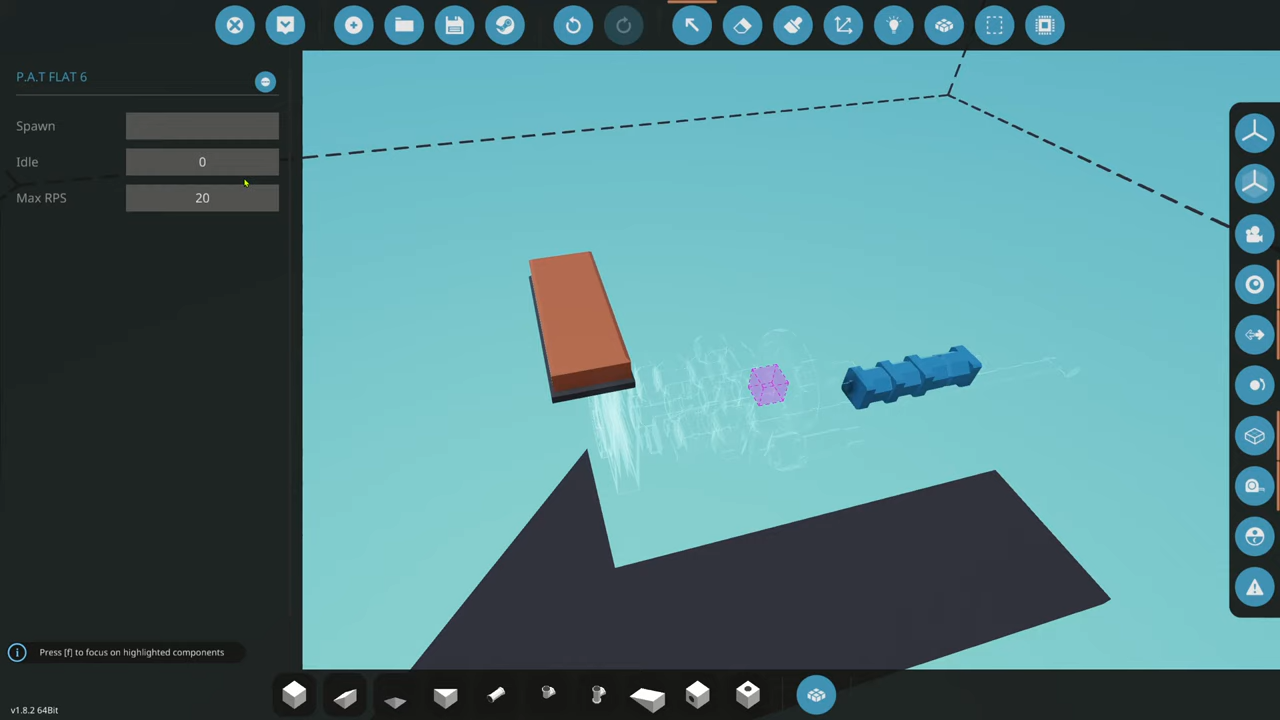 P.A.T FLAT 6
Spawn
Idle 0
Max RPS 20
Press [f] to focus on highlighted components
v1.8.2 64Bit